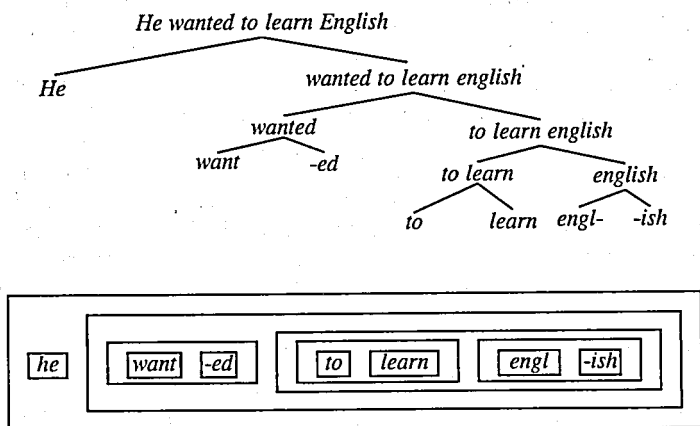 He wanted to learn English
He wanted to learn english
wanted to learn english
want -ed to learn english
to learn engl- -ish
he want -ed to learn engl -ish